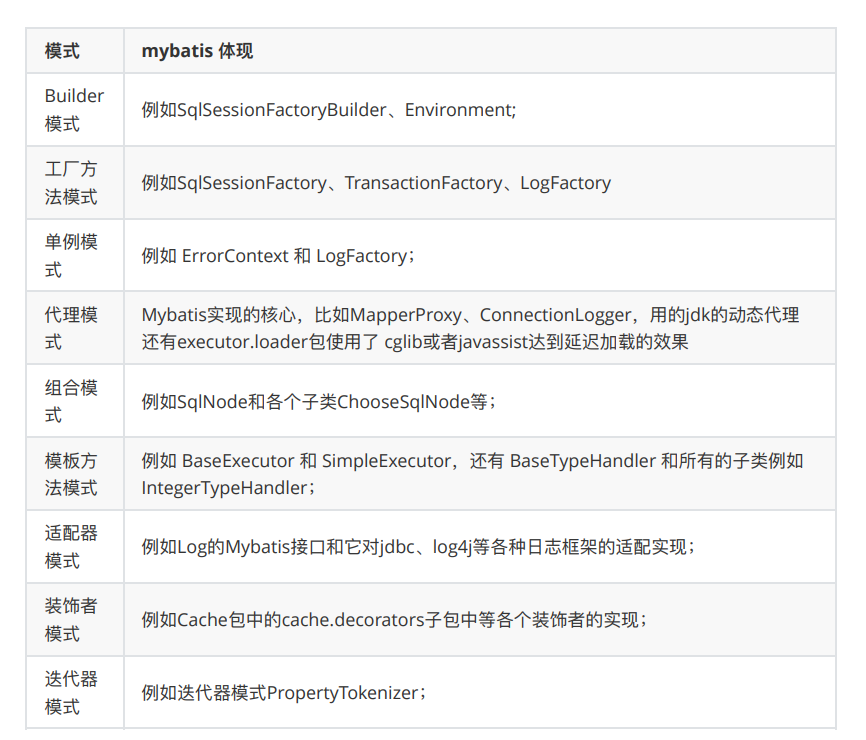 模式 mybatis 体现
Builder
模式
例如SqlSessionFactoryBuilder、Environment;
工厂方
法模式
例如SqlSessionFactory、TransactionFactory、LogFactory
单例模
式
例如 ErrorContext 和 LogFactory；
代理模
式
Mybatis实现的核心，比如MapperProxy、ConnectionLogger，用的jdk的动态代理
还有executor.loader包使用了 cglib或者javassist达到延迟加载的效果
组合模
式
例如SqlNode和各个子类ChooseSqlNode等；
模板方
法模式
例如 BaseExecutor 和 SimpleExecutor，还有 BaseTypeHandler 和所有的子类例如
IntegerTypeHandler；
适配器
模式
例如Log的Mybatis接口和它对jdbc、log4j等各种日志框架的适配实现；
装饰者
模式
例如Cache包中的cache.decorators子包中等各个装饰者的实现；
迭代器
模式
例如迭代器模式PropertyTokenizer；